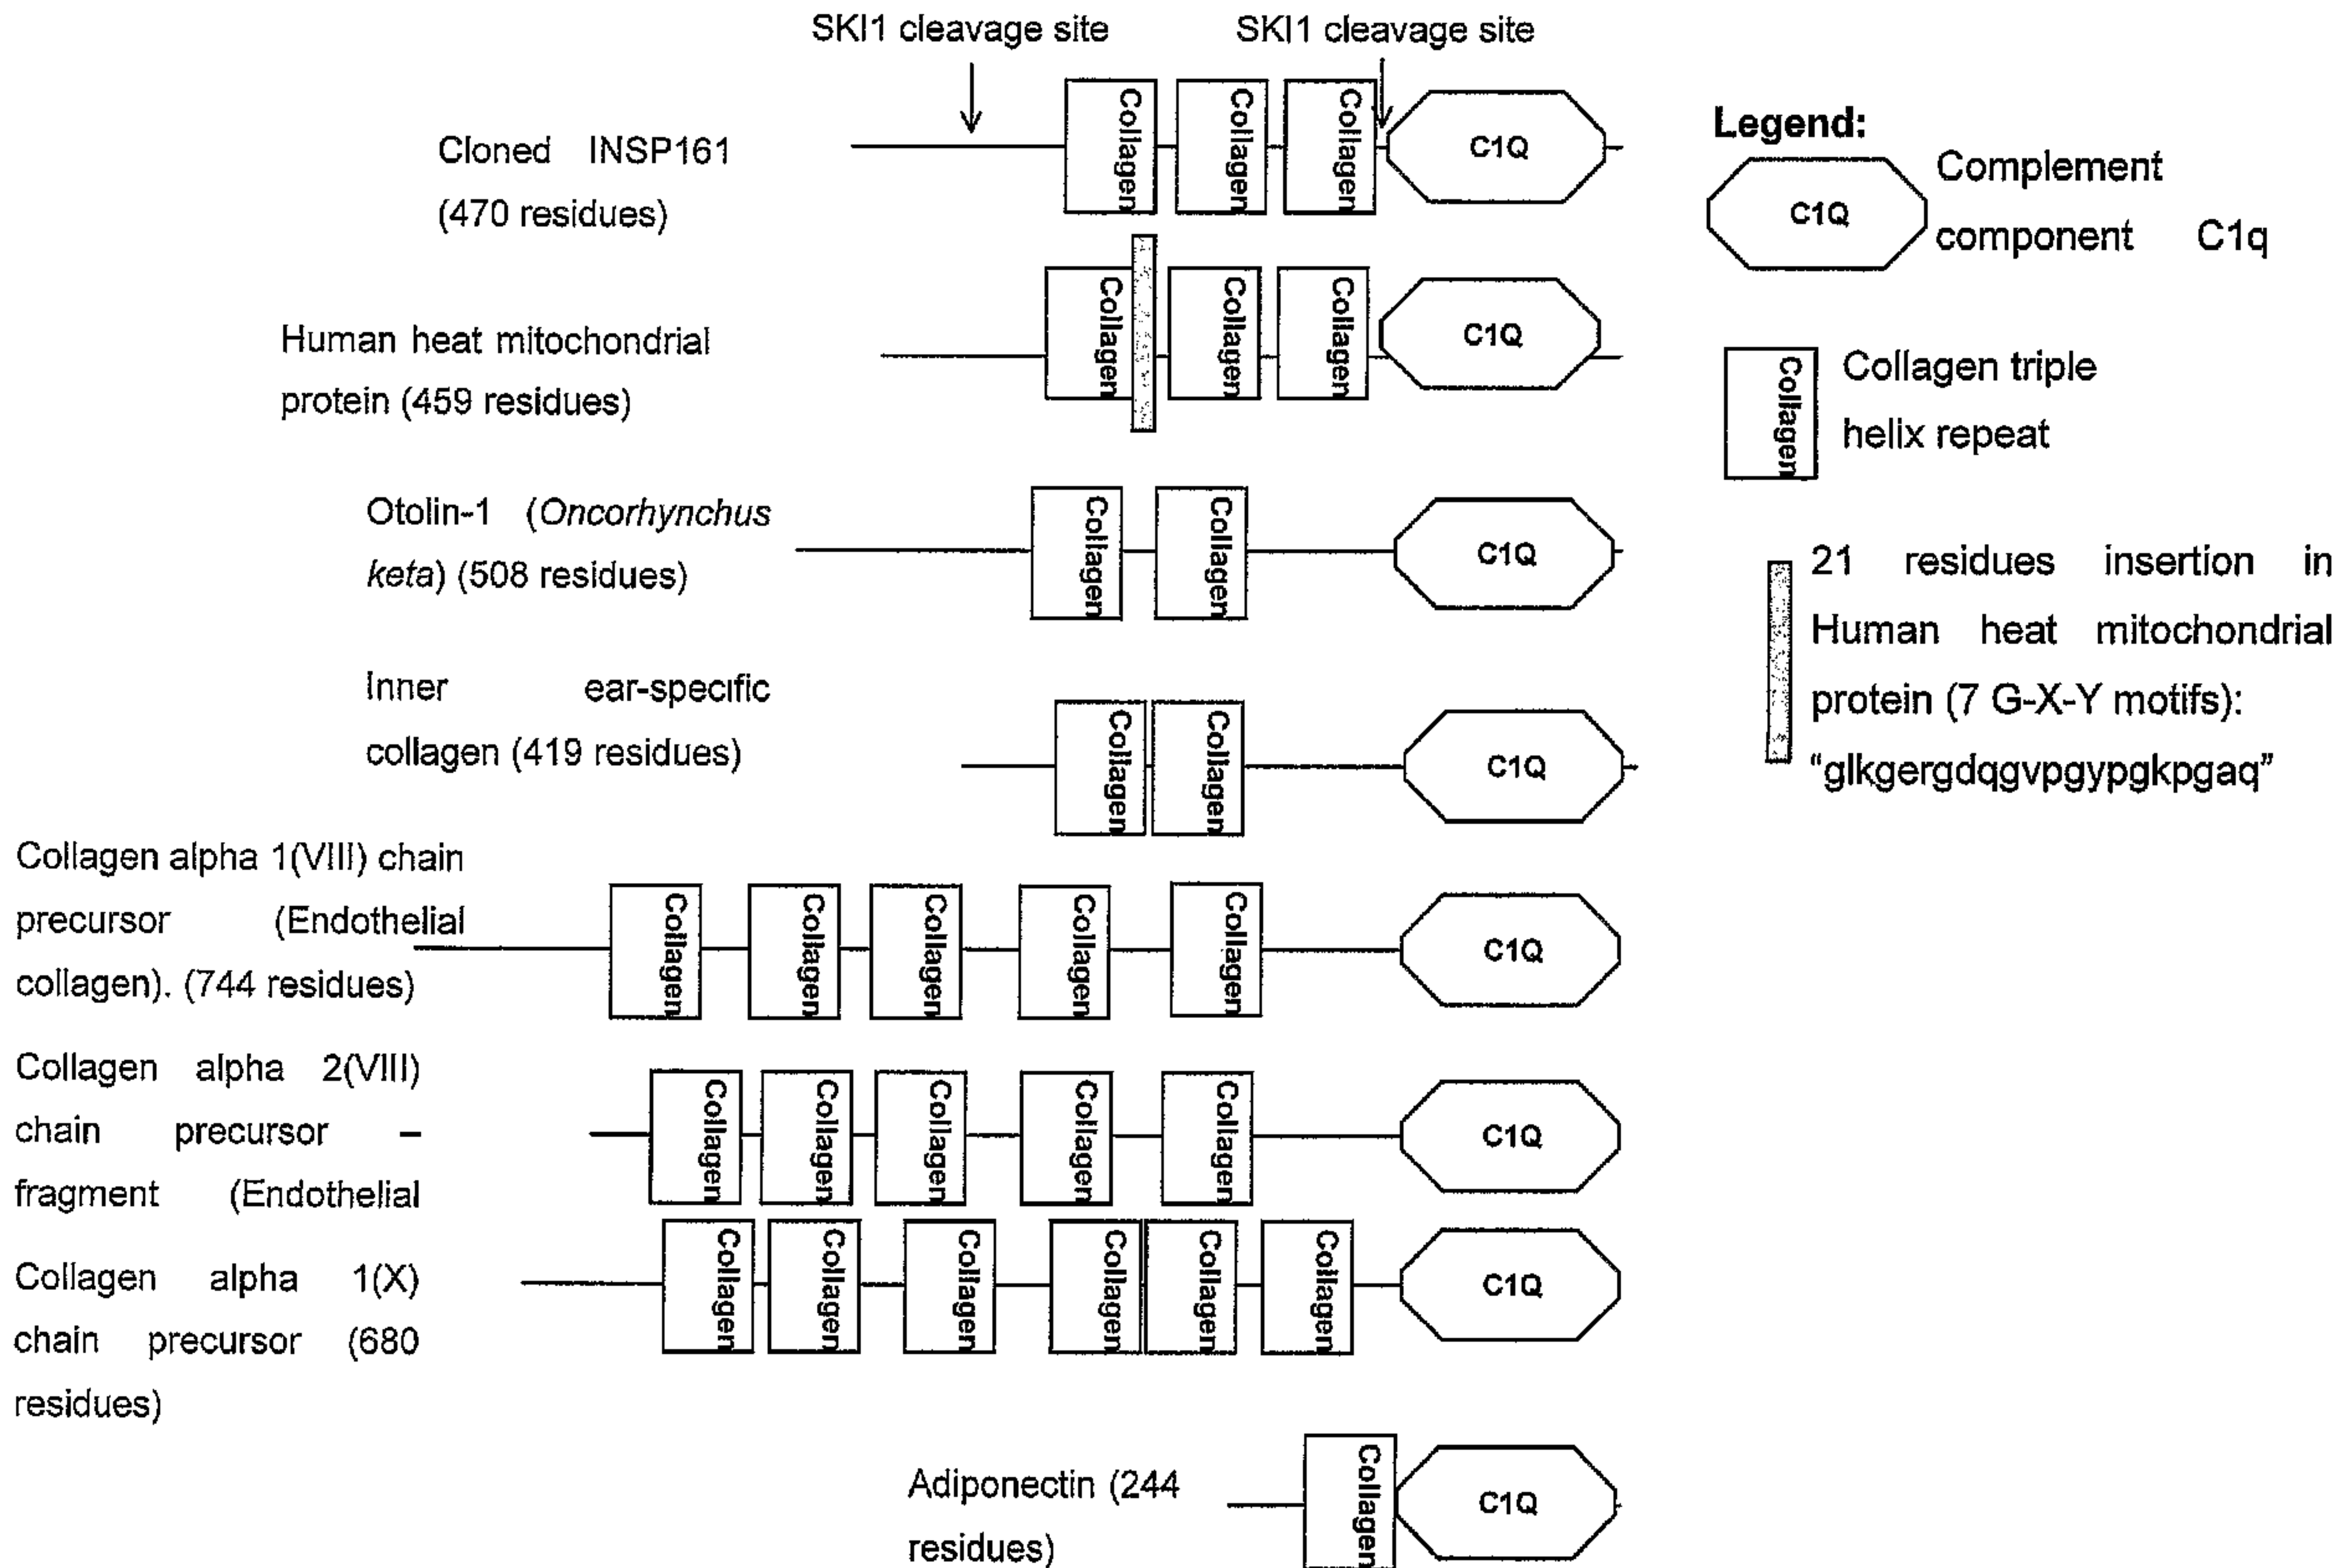 SKI1 cleavage site
SKI1 cleavage site
Cloned INSP161
(470 residues)
Collagen
Collagen
Collagen
C1Q
Human heat mitochondrial
protein (459 residues)
Collagen
Collagen
Collagen
C1Q
Otolin-1 (Oncorhynchus
keta) (508 residues)
Collagen
Collagen
C1Q
Inner ear-specific
collagen (419 residues)
Collagen
Collagen
C1Q
Collagen alpha 1(VIII) chain
precursor (Endothelial
collagen). (744 residues)
Collagen
Collagen
Collagen
Collagen
Collagen
C1Q
Collagen alpha 2(VIII)
chain precursor –
fragment (Endothelial
Collagen
Collagen
Collagen
Collagen
Collagen
C1Q
Collagen alpha 1(X)
chain precursor (680
residues)
Collagen
Collagen
Collagen
Collagen
Collagen
Collagen
C1Q
Adiponectin (244
residues)
Collagen
C1Q
Legend:
C1Q
Complement
component C1q
Collagen
Collagen triple
helix repeat
21 residues insertion in
Human heat mitochondrial
protein (7 G-X-Y motifs):
“glkgergdqgvpgypgkpgaq”